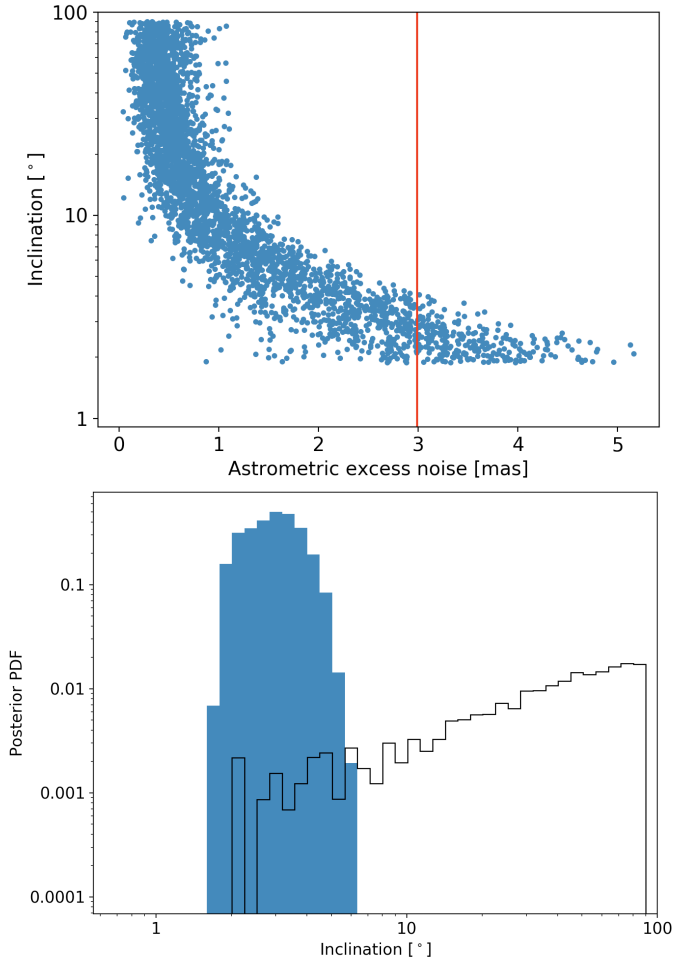 100
10
1
Inclination [°]
0 1 2 3 4 5
Astrometric excess noise [mas]
0.1
0.01
0.001
0.0001
Posterior PDF
1 10 100
Inclination [°]